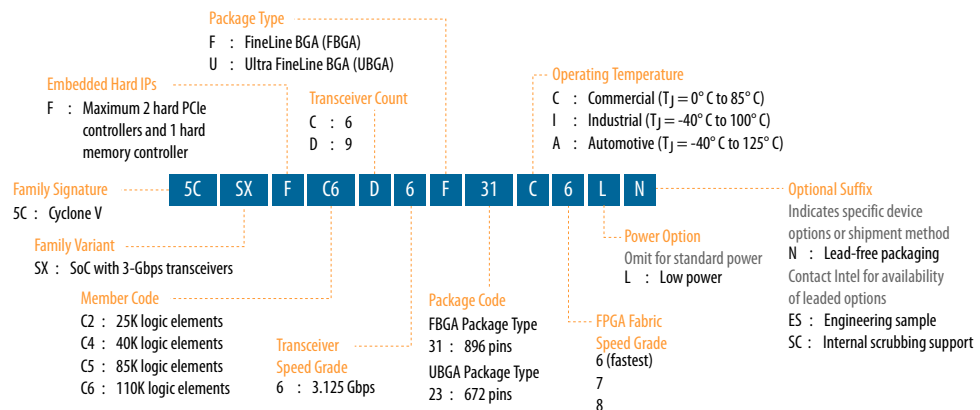 Package Type
F : FineLine BGA (FBGA)
U : Ultra FineLine BGA (UBGA)
Embedded Hard IPs
F : Maximum 2 hard PCIe
controllers and 1 hard
memory controller
Transceiver Count
C : 6
D : 9
Operating Temperature
C : Commercial (TJ = 0° C to 85° C)
I : Industrial (TJ = -40° C to 100° C)
A : Automotive (TJ = -40° C to 125° C)
5C SX F C6 D 6 F 31 C 6 L N
Family Signature
5C : Cyclone V
Family Variant
SX : SoC with 3-Gbps transceivers
Member Code
C2 : 25K logic elements
C4 : 40K logic elements
C5 : 85K logic elements
C6 : 110K logic elements
Transceiver
Speed Grade
6 : 3.125 Gbps
Package Code
FBGA Package Type
31 : 896 pins
UBGA Package Type
23 : 672 pins
FPGA Fabric
Speed Grade
6 (fastest)
7
8
Power Option
Omit for standard power
L : Low power
Optional Suffix
Indicates specific device
options or shipment method
N : Lead-free packaging
Contact Intel for availability
of leaded options
ES : Engineering sample
SC : Internal scrubbing support